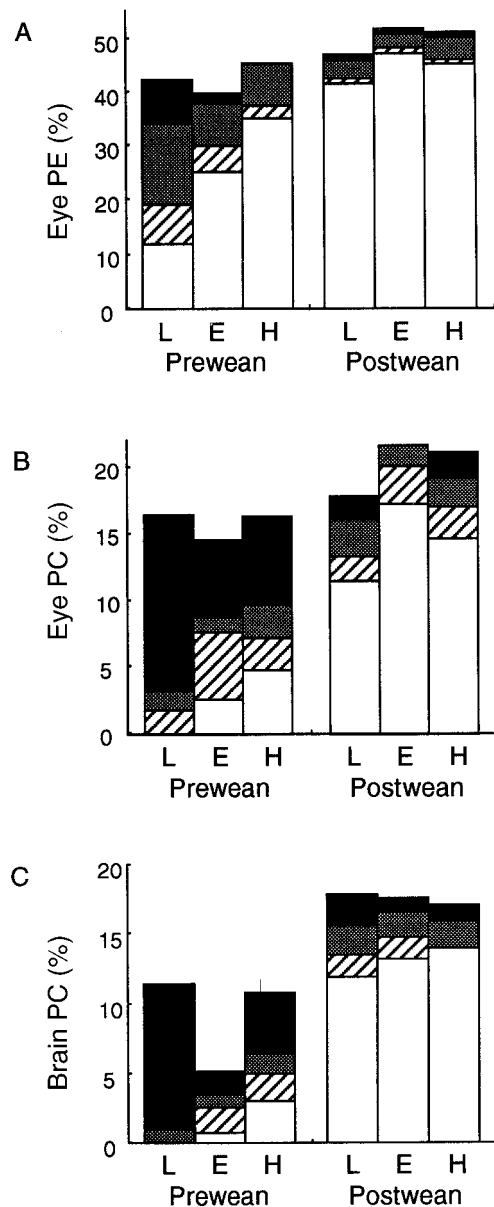 A
Eye PE (%)
50
40
30
20
10
0
L E H L E H
Prewean Postwean
B
Eye PC (%)
20
15
10
5
0
L E H L E H
Prewean Postwean
C
Brain PC (%)
20
15
10
5
0
L E H L E H
Prewean Postwean